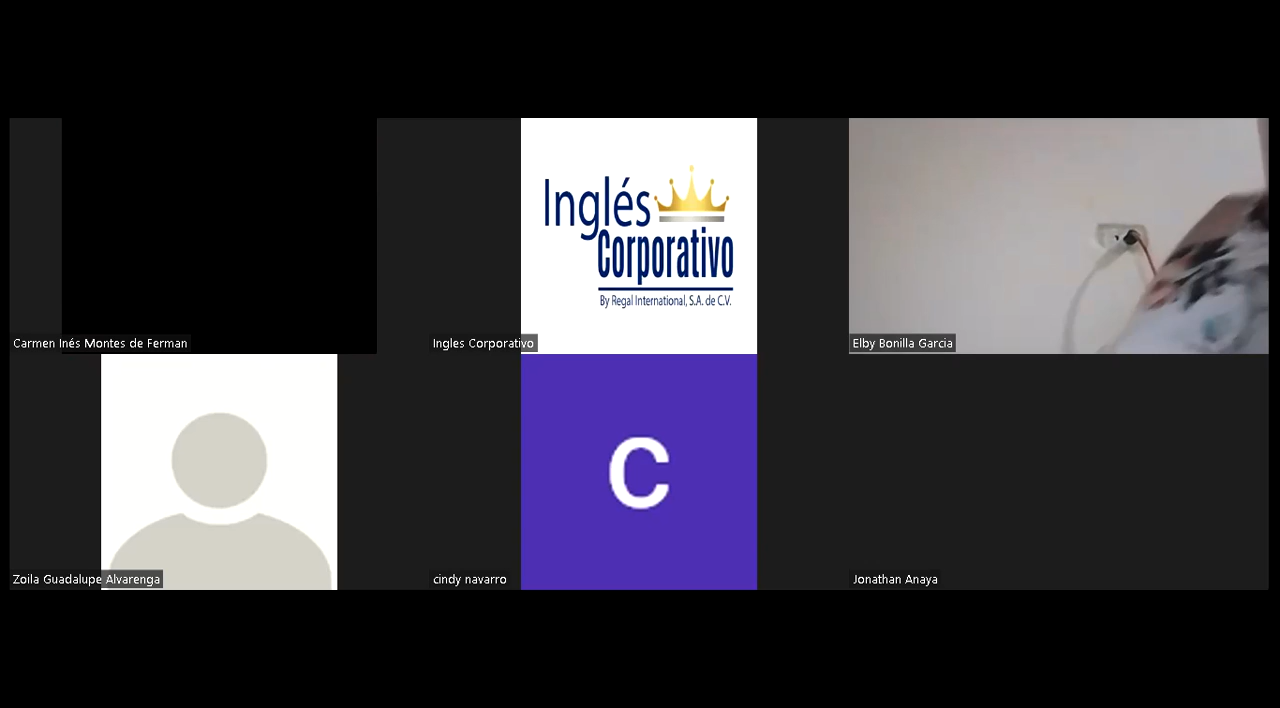 Inglés
Corporativo
By Regal International, S.A. de C.V.
Carmen Inés Montes de Ferman
Ingles Corporativo
Elby Bonilla Garcia
C
Zoila Guadalupe Alvarenga
cindy navarro
Jonathan Anaya